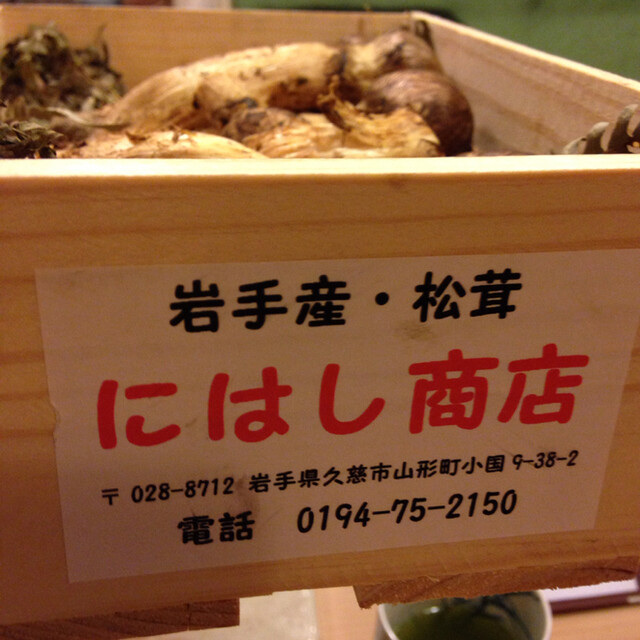 岩手産・松茸
にはし商店
〒 028-8712 岩手県久慈市山形町小国 9-38-2
電話 0194-75-2150